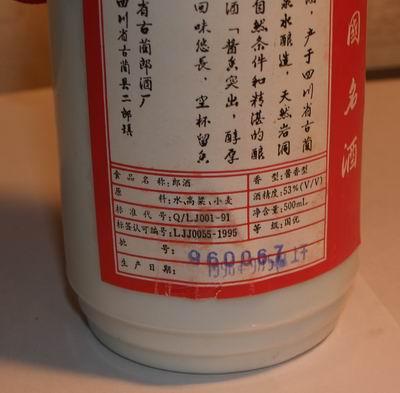 國名酒
，产于四川省古蔺
泉水酿造，天然岩洞
自然条件和精湛的酿
酒「酱香突出，醇厚
回味悠長，空杯留香
省古蔺郎酒厂
四川省古蔺县二郎镇
食品名称:郎酒 香型:酱香型
原料:水、高粱、小麦 酒精度:53%(V/V)
标准代号:Q/LJ001-91 净含量:500mL
标签认可编号:LJJ0055-1995 等级:国优
批号: 960067
生产日期: